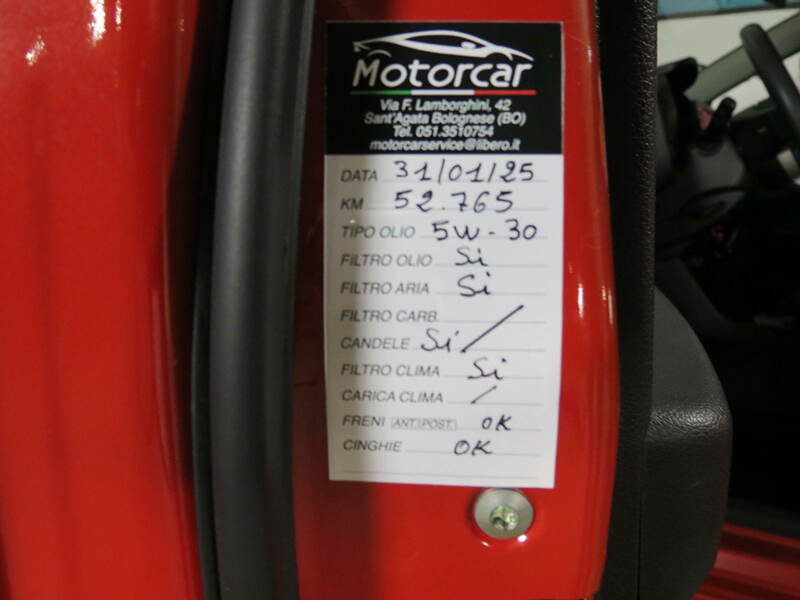 Motorcar
Via F. Lamborghini, 42
Sant'Agata Bolognese (BO)
Tel. 051.3510754
motorcarservice@libero.it
DATA 31/01/25
KM 52.765
TIPO OLIO 5W-30
FILTRO OLIO Si
FILTRO ARIA Si
FILTRO CARB. /
CANDELE Si
FILTRO CLIMA Si
CARICA CLIMA /
FRENI ANT. POST. OK
CINGHIE OK